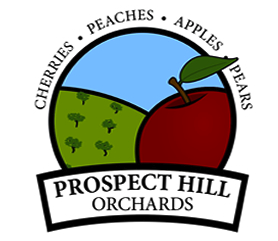 CHERRIES • PEACHES • APPLES • PEARS
PROSPECT HILL
ORCHARDS